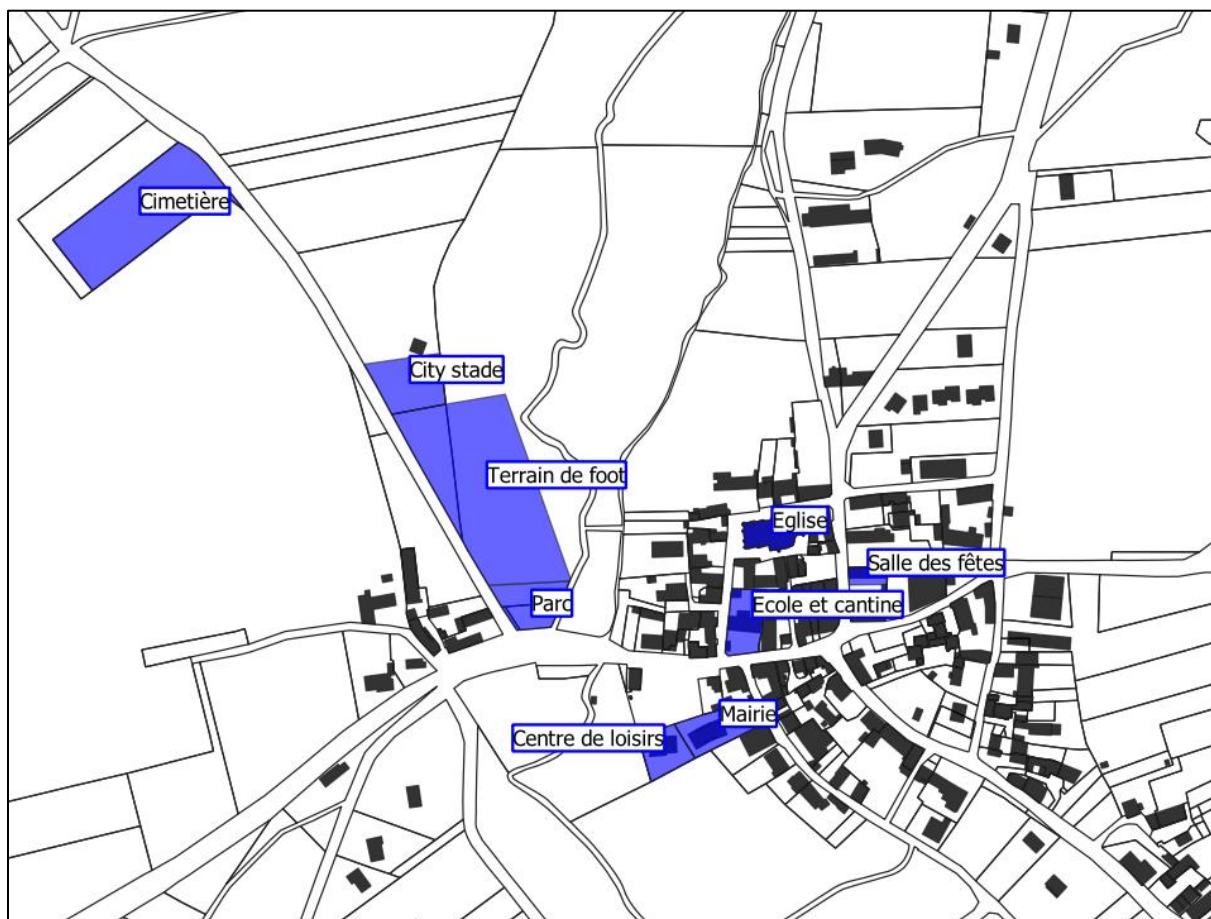 Cimetière
City stade
Terrain de foot
Eglise
Salle des fêtes
Parc
Ecole et cantine
Mairie
Centre de loisirs